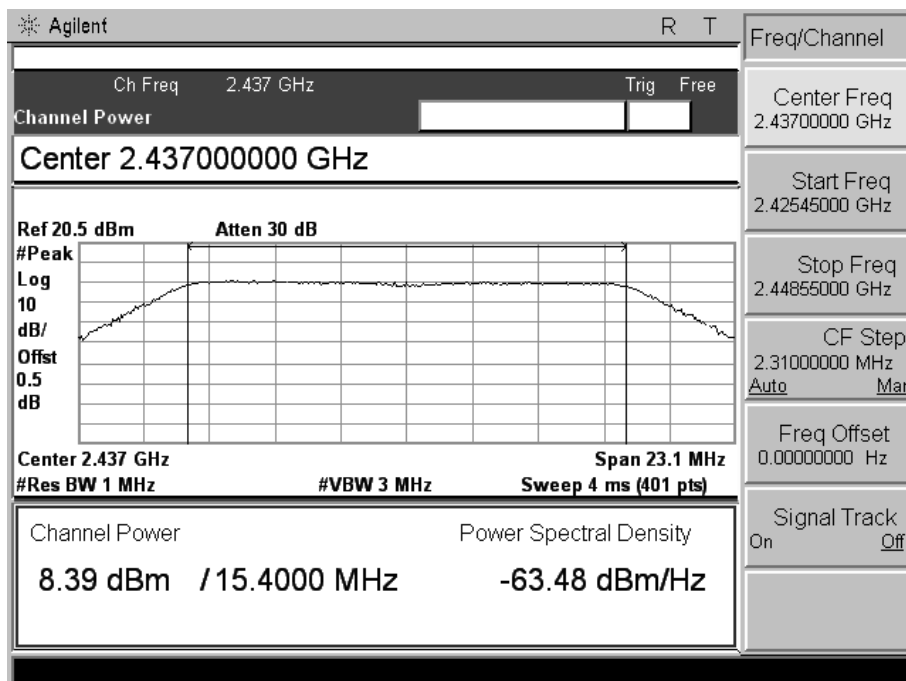 Agilent R T
Ch Freq 2.437 GHz Trig Free
Channel Power
Center 2.437000000 GHz
Ref 20.5 dBm Atten 30 dB
#Peak
Log
10
dB/
Offst
0.5
dB
Center 2.437 GHz Span 23.1 MHz
#Res BW 1 MHz #VBW 3 MHz Sweep 4 ms (401 pts)
Channel Power Power Spectral Density
8.39 dBm /15.4000 MHz -63.48 dBm/Hz
Freq/Channel
Center Freq
2.43700000 GHz
Start Freq
2.42545000 GHz
Stop Freq
2.44855000 GHz
CF Step
2.31000000 MHz
Auto Mar
Freq Offset
0.00000000 Hz
Signal Track
On Off